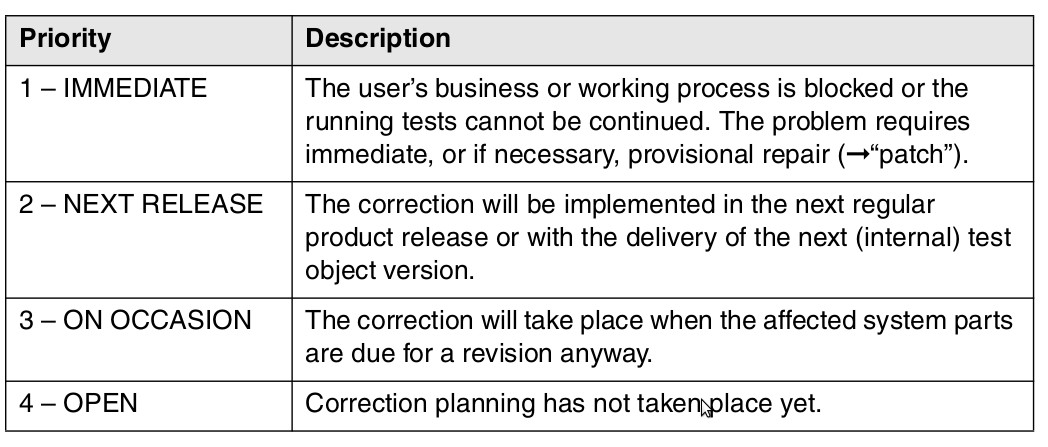 Priority Description
1 – IMMEDIATE The user’s business or working process is blocked or the
running tests cannot be continued. The problem requires
immediate, or if necessary, provisional repair (→“patch”).
2 – NEXT RELEASE The correction will be implemented in the next regular
product release or with the delivery of the next (internal) test
object version.
3 – ON OCCASION The correction will take place when the affected system parts
are due for a revision anyway.
4 – OPEN Correction planning has not taken place yet.